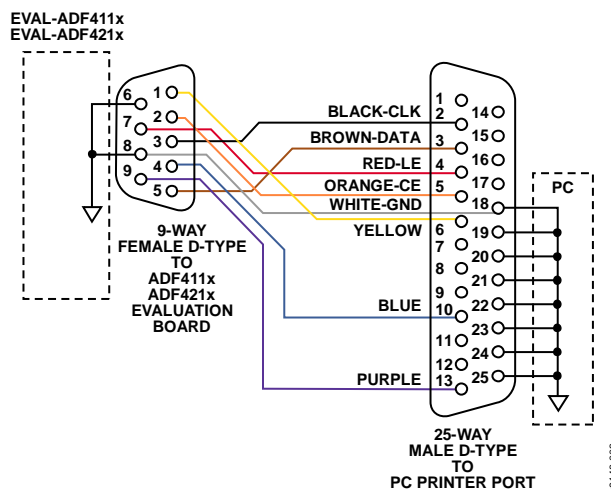 EVAL-ADF411x
EVAL-ADF421x
6
7
8
9
1
2
3
4
5
9-WAY
FEMALE D-TYPE
TO
ADF411x
ADF421x
EVALUATION
BOARD
BLACK-CLK
BROWN-DATA
RED-LE
ORANGE-CE
WHITE-GND
YELLOW
BLUE
PURPLE
1
2
3
4
5
6
7
8
9
10
11
12
13
14
15
16
17
18
19
20
21
22
23
24
25
PC
25-WAY
MALE D-TYPE
TO
PC PRINTER PORT